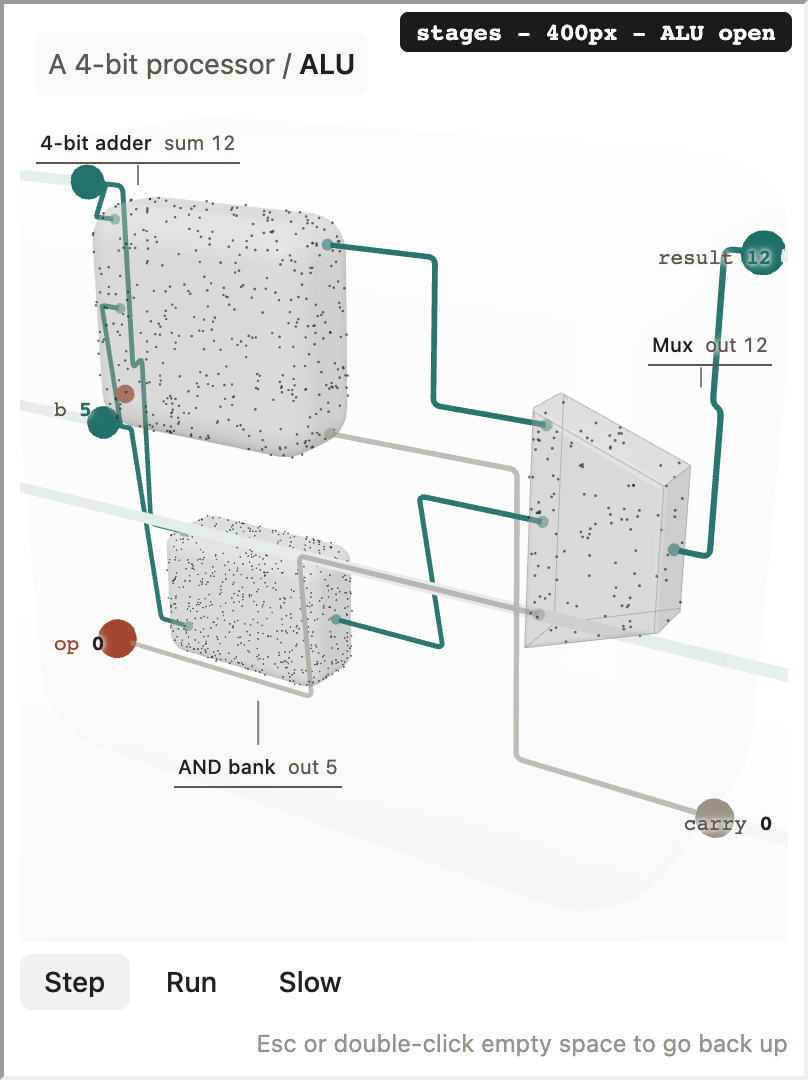 stages – 400px – ALU open
A 4-bit processor / ALU
4-bit adder sum 12
result 12
Mux out 12
b 5
op 0
AND bank out 5
carry 0
Step Run Slow
Esc or double-click empty space to go back up